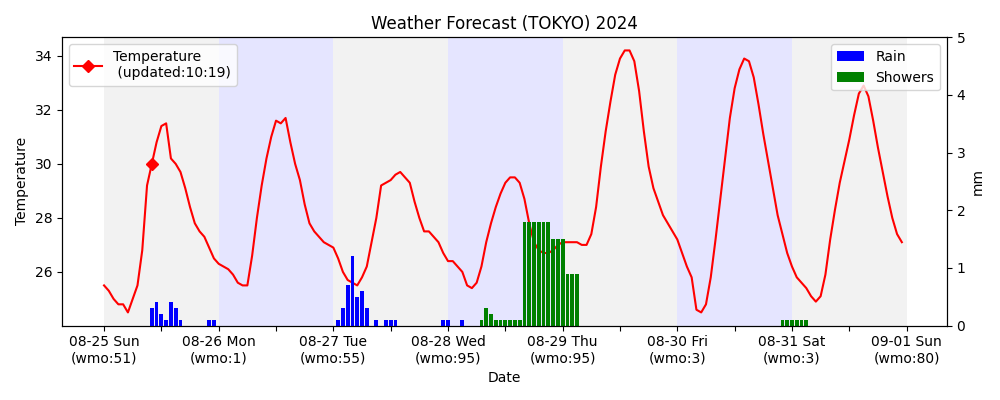 Weather Forecast (TOKYO) 2024
Temperature
(updated:10:19)
Rain
Showers
34
32
30
28
26
Temperature
5
4
3
2
1
0
mm
08-25 Sun
(wmo:51)
08-26 Mon
(wmo:1)
08-27 Tue
(wmo:55)
08-28 Wed
(wmo:95)
08-29 Thu
(wmo:95)
08-30 Fri
(wmo:3)
08-31 Sat
(wmo:3)
09-01 Sun
(wmo:80)
Date